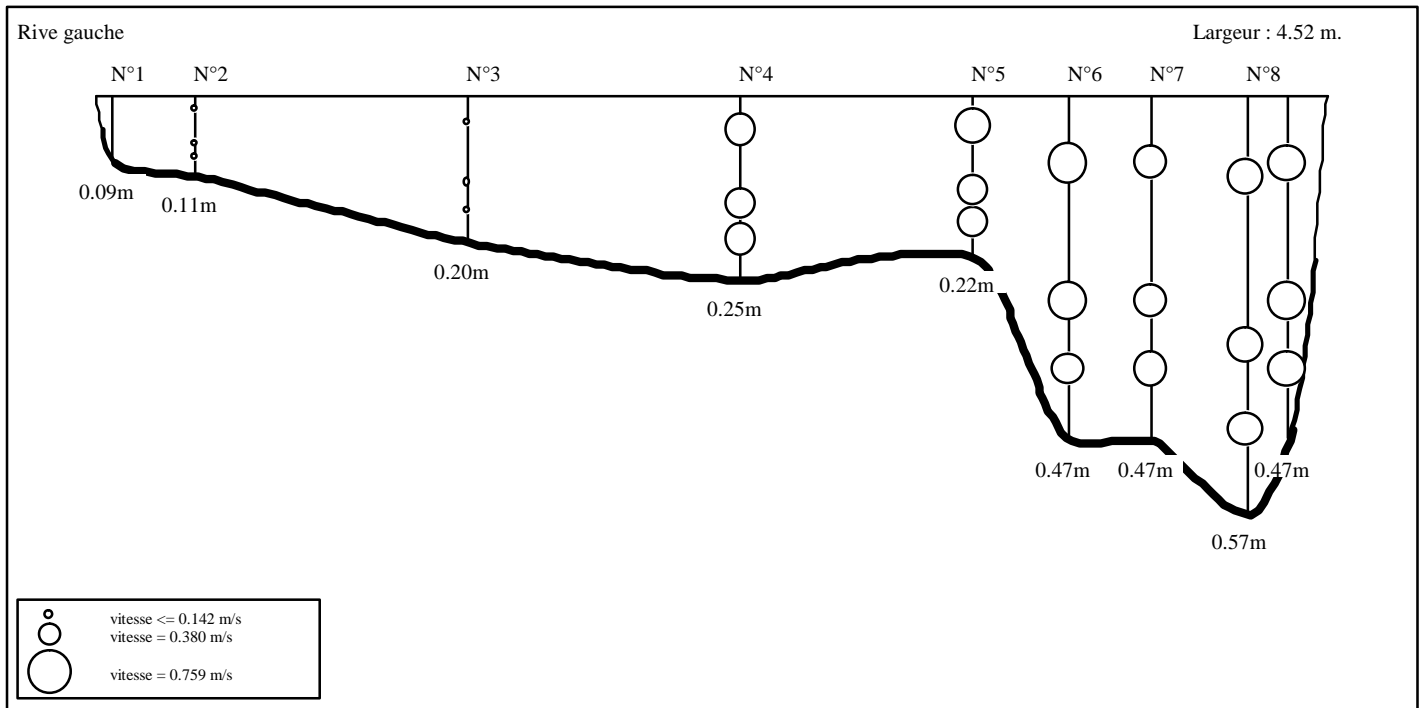 Rive gauche
Largeur : 4.52 m.
N°1 N°2 N°3 N°4 N°5 N°6 N°7 N°8
0.09m
0.11m
0.20m
0.25m
0.22m
0.47m 0.47m 0.47m
0.57m
vitesse <= 0.142 m/s
vitesse = 0.380 m/s
vitesse = 0.759 m/s